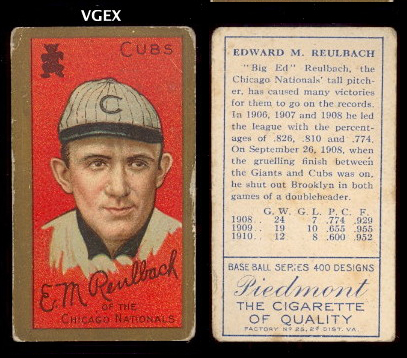 VGEX
CUBS
C
E M Reulbach
OF THE
CHICAGO NATIONALS
EDWARD M. REULBACH
"Big Ed" Reulbach, the
Chicago Nationals' tall pitch-
er, has caused many victories
for them to go on the records.
In 1906, 1907 and 1908 he led
the league with the percent-
ages of .826, .810 and .774.
On September 26, 1908, when
the gruelling finish between
the Giants and Cubs was on,
he shut out Brooklyn in both
games of a doubleheader.
G. W. G. L. P. C. F.
1908.. 24 7 .774 .929
1909.. 19 10 .655 .955
1910.. 12 8 .600 .952
BASE BALL SERIES 400 DESIGNS
Piedmont
THE CIGARETTE
OF QUALITY
FACTORY No 25, 2d DIST. VA.